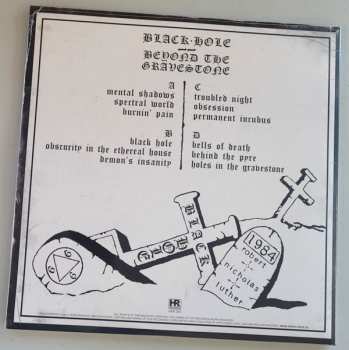 BLACK·HOLE
BEYOND THE
GRAVESTONE
A
mental shadows
spectral world
burnin' pain
B
black hole
obscurity in the ethereal house
demon's insanity
C
troubled night
obsession
permanent incubus
D
bells of death
behind the pyre
holes in the gravestone
BLACK
HOLE
666
1984
robert
nicholas
luther
HR